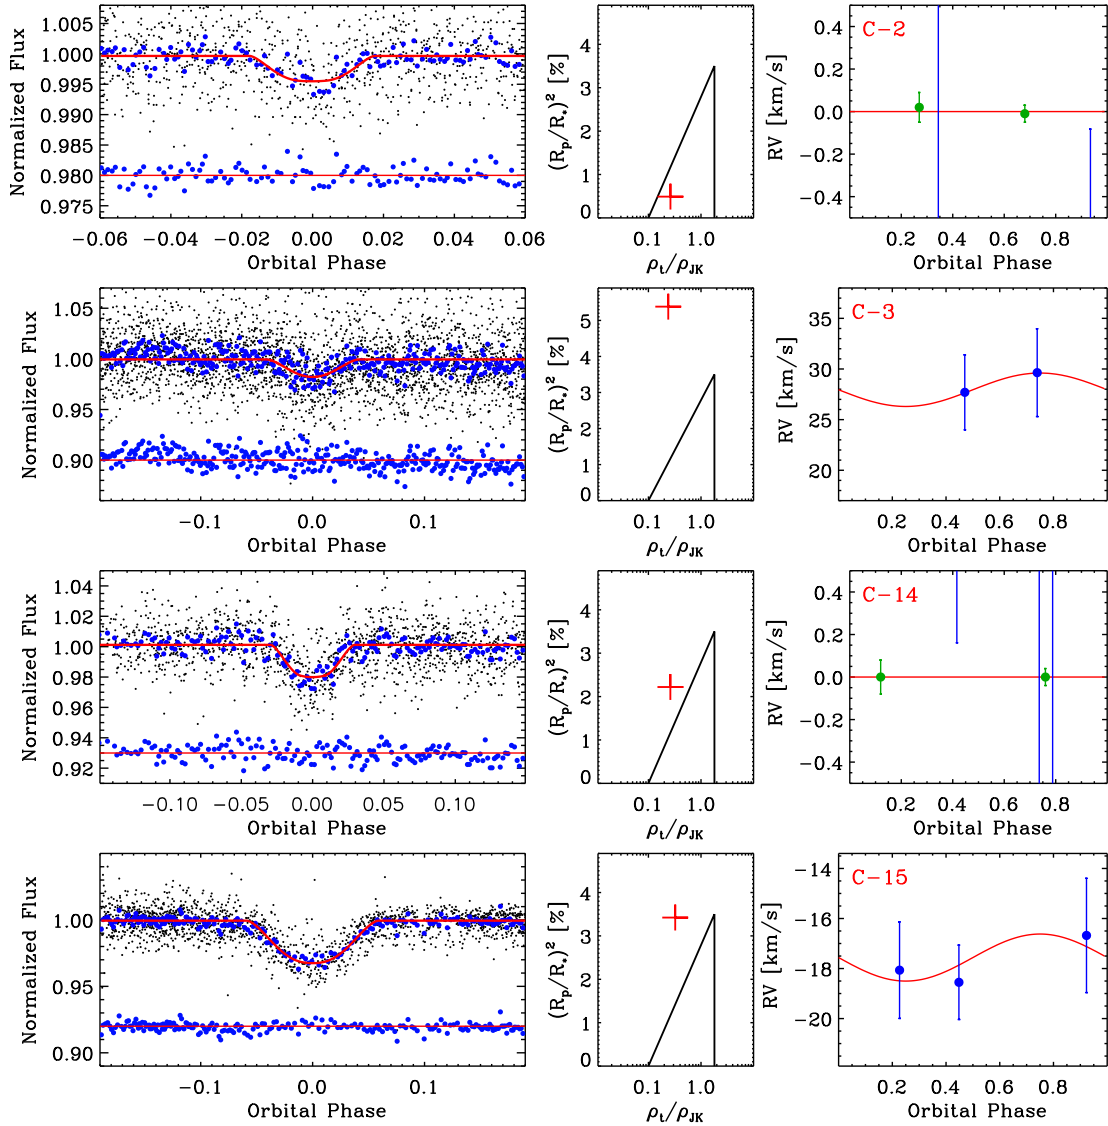 Normalized Flux
1.005
1.000
0.995
0.990
0.985
0.980
0.975
-0.06 -0.04 -0.02 0.00 0.02 0.04 0.06
Orbital Phase
(Rp/R*)² [%]
4
3
2
1
0
0.1 1.0
ρt/ρJK
RV [km/s]
C-2
0.4
0.2
0.0
-0.2
-0.4
0.2 0.4 0.6 0.8
Orbital Phase
Normalized Flux
1.05
1.00
0.95
0.90
-0.1 0.0 0.1
Orbital Phase
(Rp/R*)² [%]
5
4
3
2
1
0
0.1 1.0
ρt/ρJK
RV [km/s]
C-3
35
30
25
20
0.2 0.4 0.6 0.8
Orbital Phase
Normalized Flux
1.04
1.02
1.00
0.98
0.96
0.94
0.92
-0.10 -0.05 0.00 0.05 0.10
Orbital Phase
(Rp/R*)² [%]
4
3
2
1
0
0.1 1.0
ρt/ρJK
RV [km/s]
C-14
0.4
0.2
0.0
-0.2
-0.4
0.2 0.4 0.6 0.8
Orbital Phase
Normalized Flux
1.00
0.95
0.90
-0.1 0.0 0.1
Orbital Phase
(Rp/R*)² [%]
4
3
2
1
0
0.1 1.0
ρt/ρJK
RV [km/s]
C-15
-14
-16
-18
-20
0.2 0.4 0.6 0.8
Orbital Phase